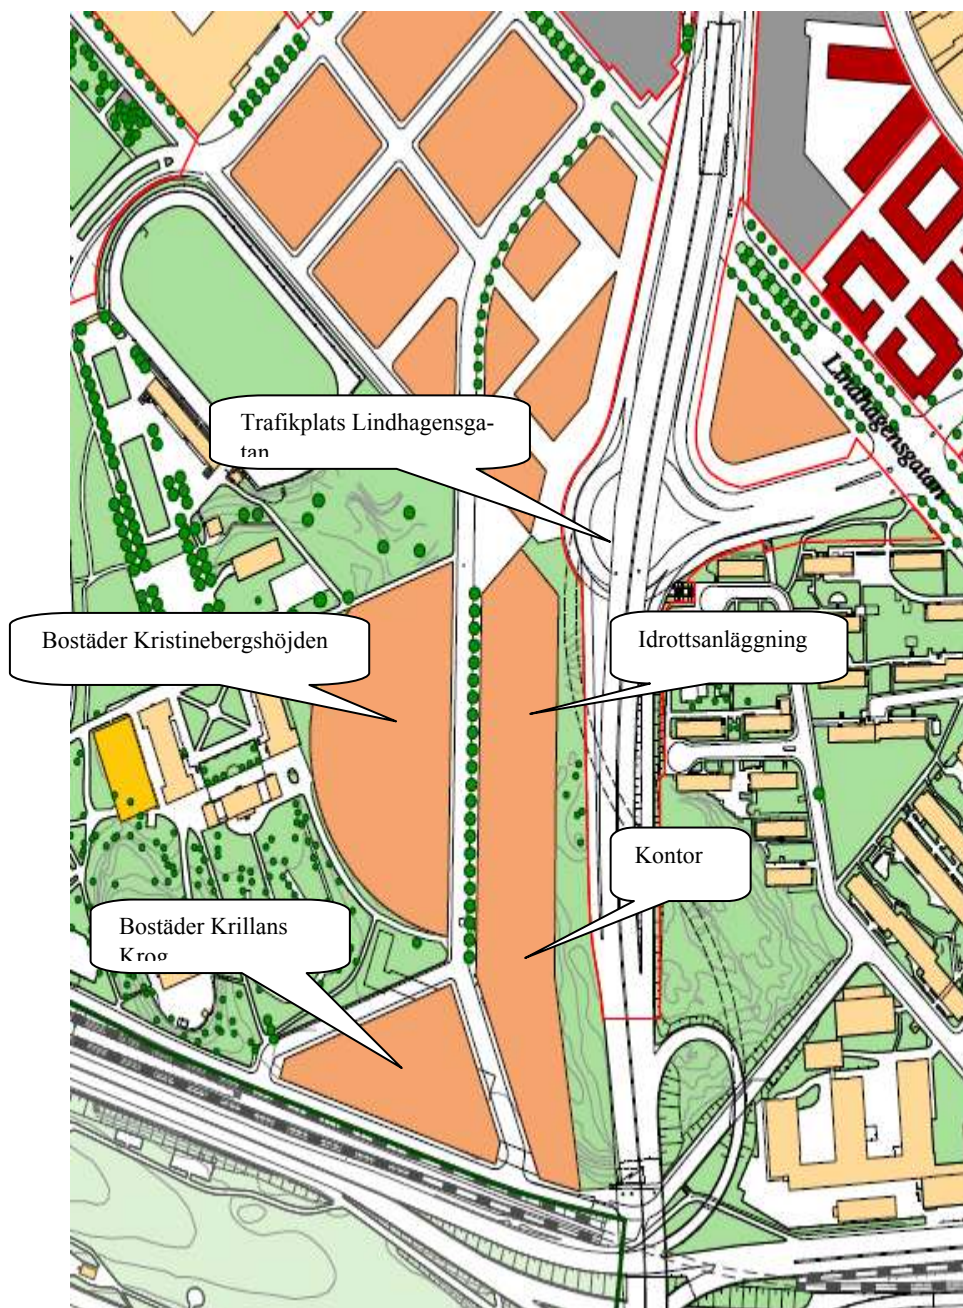 Trafikplats Lindhagensga-
tan
Lindhagensgatan
Bostäder Kristinebergshöjden
Idrottsanläggning
Kontor
Bostäder Krillans
Krog